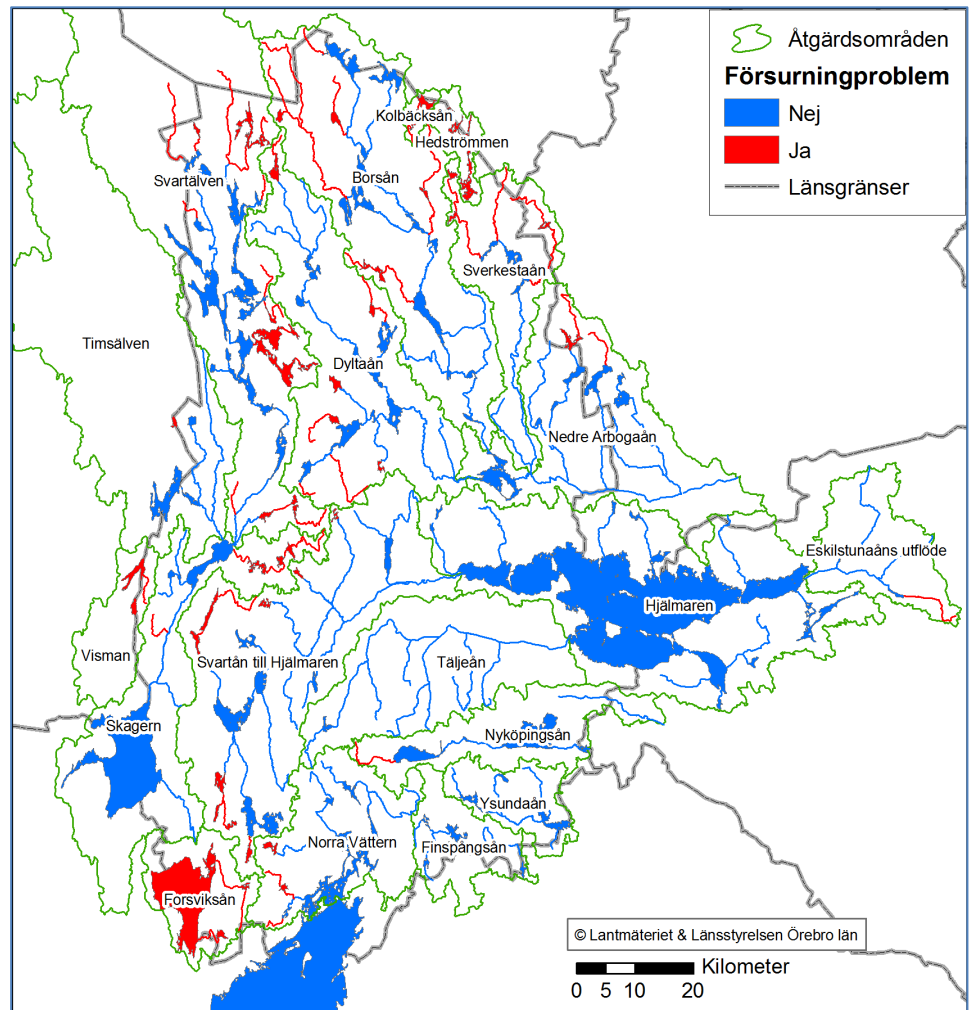 Åtgärdsområden
Försurningproblem
Nej
Ja
Länsgränser
Kolbäcksån
Hedströmmen
Svartälven
Borsån
Sverkestaån
Timsälven
Dyltaån
Nedre Arbogaån
Eskilstunaåns utflöde
Hjälmaren
Visman
Svartån till Hjälmaren
Täljeån
Skagern
Nyköpingsån
Ysundaån
Norra Vättern
Finspångsån
Forsviksån
© Lantmäteriet & Länsstyrelsen Örebro län
Kilometer
0 5 10 20